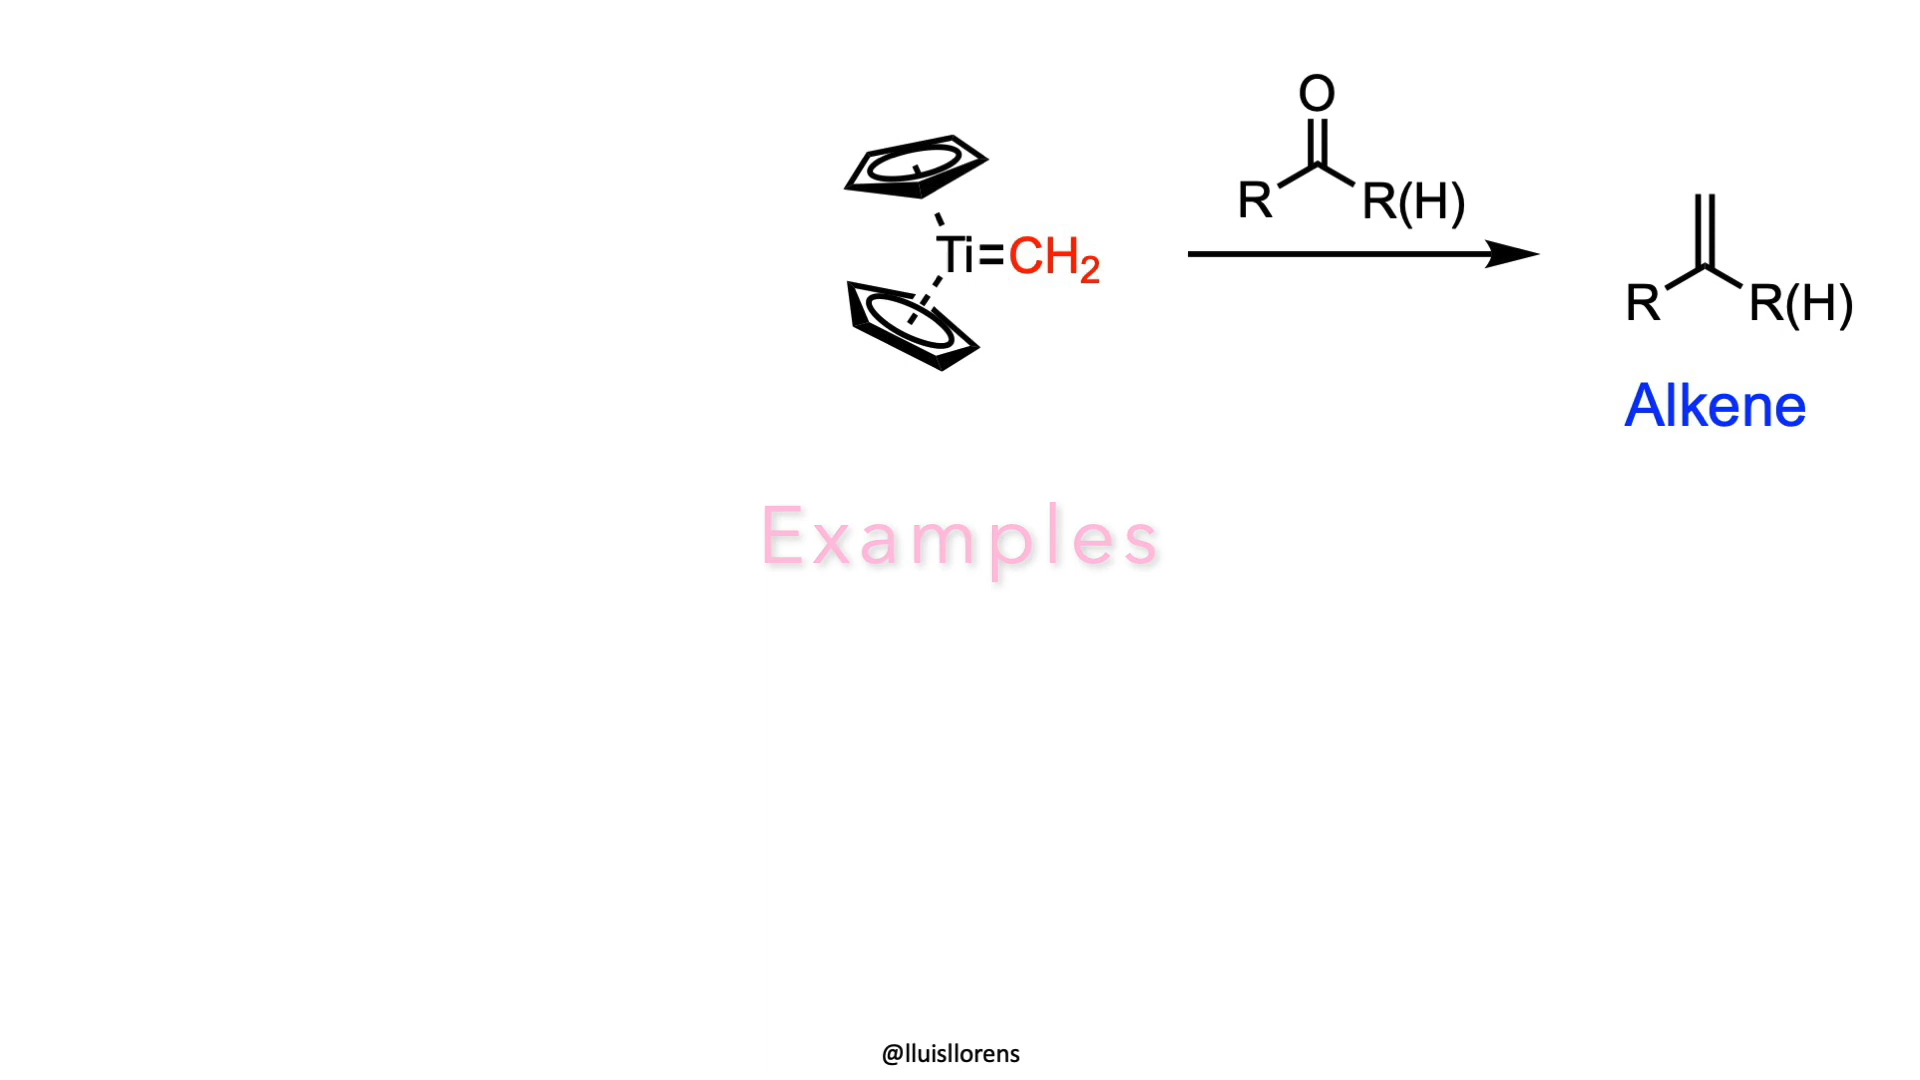 O
R R(H)
Ti=CH₂
R R(H)
Alkene
Examples
@lluisllorens